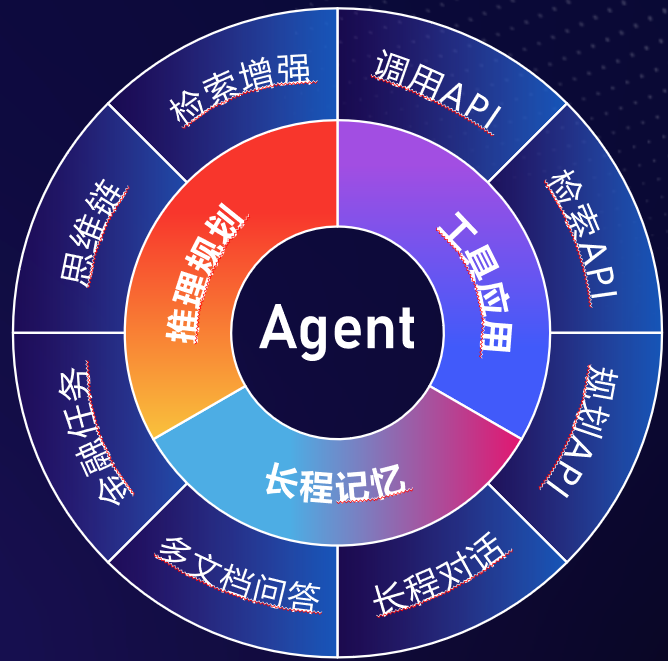 Agent
推理规划
工具应用
长程记忆
检索增强
调用API
检索API
规划API
长程对话
多文档问答
金融任务
思维链